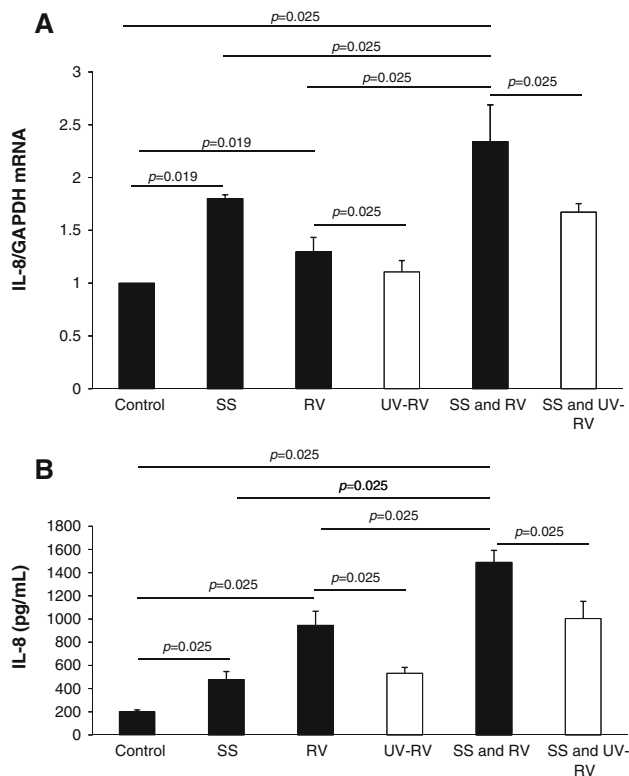 A
p=0.025
p=0.025
p=0.025
p=0.025
p=0.019
p=0.019
p=0.025
IL-8/GAPDH mRNA
3
2.5
2
1.5
1
0.5
0
Control SS RV UV-RV SS and RV SS and UV-
RV
B
p=0.025
p=0.025
p=0.025
p=0.025
p=0.025
p=0.025
p=0.025
IL-8 (pg/mL)
1800
1600
1400
1200
1000
800
600
400
200
0
Control SS RV UV-RV SS and RV SS and UV-
RV